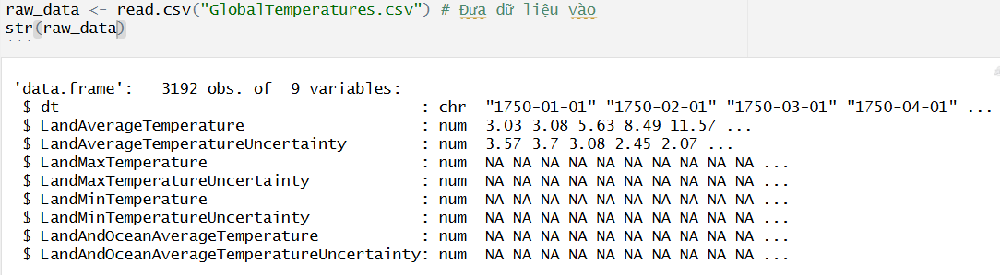 raw_data <- read.csv("GlobalTemperatures.csv") # Đưa dữ liệu vào
str(raw_data)
```
'data.frame':   3192 obs. of  9 variables:
 $ dt                                       : chr  "1750-01-01" "1750-02-01" "1750-03-01" "1750-04-01" ...
 $ LandAverageTemperature                   : num  3.03 3.08 5.63 8.49 11.57 ...
 $ LandAverageTemperatureUncertainty        : num  3.57 3.7 3.08 2.45 2.07 ...
 $ LandMaxTemperature                       : num  NA NA NA NA NA NA NA NA NA NA ...
 $ LandMaxTemperatureUncertainty            : num  NA NA NA NA NA NA NA NA NA NA ...
 $ LandMinTemperature                       : num  NA NA NA NA NA NA NA NA NA NA ...
 $ LandMinTemperatureUncertainty            : num  NA NA NA NA NA NA NA NA NA NA ...
 $ LandAndOceanAverageTemperature           : num  NA NA NA NA NA NA NA NA NA NA ...
 $ LandAndOceanAverageTemperatureUncertainty: num  NA NA NA NA NA NA NA NA NA NA ...